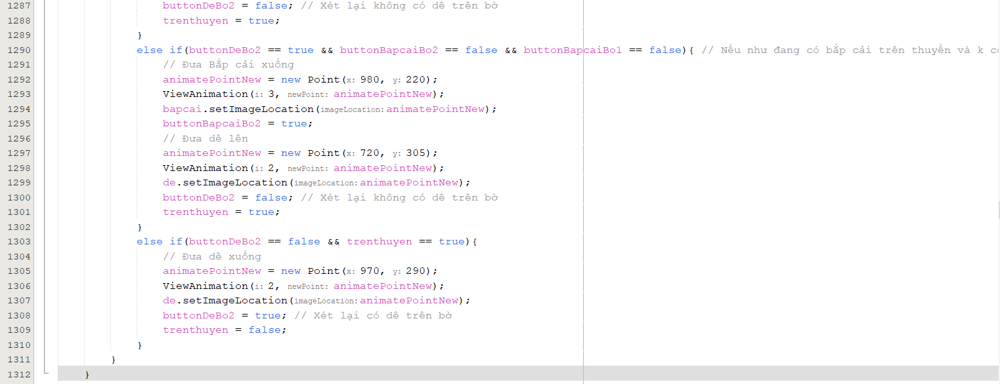 1287 buttonDeBo2 = false; // Xét lại không có dê trên bờ
1288 trenthuyen = true;
1289 }
1290 else if(buttonDeBo2 == true && buttonBapcaiBo2 == false && buttonBapcaiBo1 == false){ // Nếu như đang có bắp cải trên thuyền và k
1291 // Đưa Bắp cải xuống
1292 animatePointNew = new Point(x: 980, y: 220);
1293 ViewAnimation(i: 3, newPoint: animatePointNew);
1294 bapcai.setImageLocation(imageLocation: animatePointNew);
1295 buttonBapcaiBo2 = true;
1296 // Đưa dê lên
1297 animatePointNew = new Point(x: 720, y: 305);
1298 ViewAnimation(i: 2, newPoint: animatePointNew);
1299 de.setImageLocation(imageLocation: animatePointNew);
1300 buttonDeBo2 = false; // Xét lại không có dê trên bờ
1301 trenthuyen = true;
1302 }
1303 else if(buttonDeBo2 == false && trenthuyen == true){
1304 // Đưa dê xuống
1305 animatePointNew = new Point(x: 970, y: 290);
1306 ViewAnimation(i: 2, newPoint: animatePointNew);
1307 de.setImageLocation(imageLocation: animatePointNew);
1308 buttonDeBo2 = true; // Xét lại có dê trên bờ
1309 trenthuyen = false;
1310 }
1311 }
1312 }